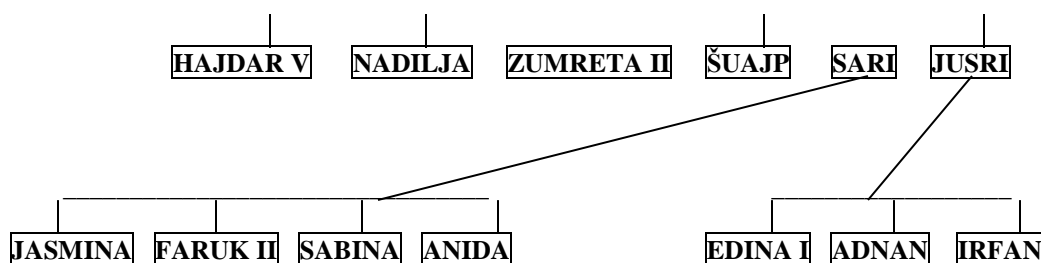 HAJDAR V NADILJA ZUMRETA II ŠUAJP SARI JUSRI
JASMINA FARUK II SABINA ANIDA EDINA I ADNAN IRFAN